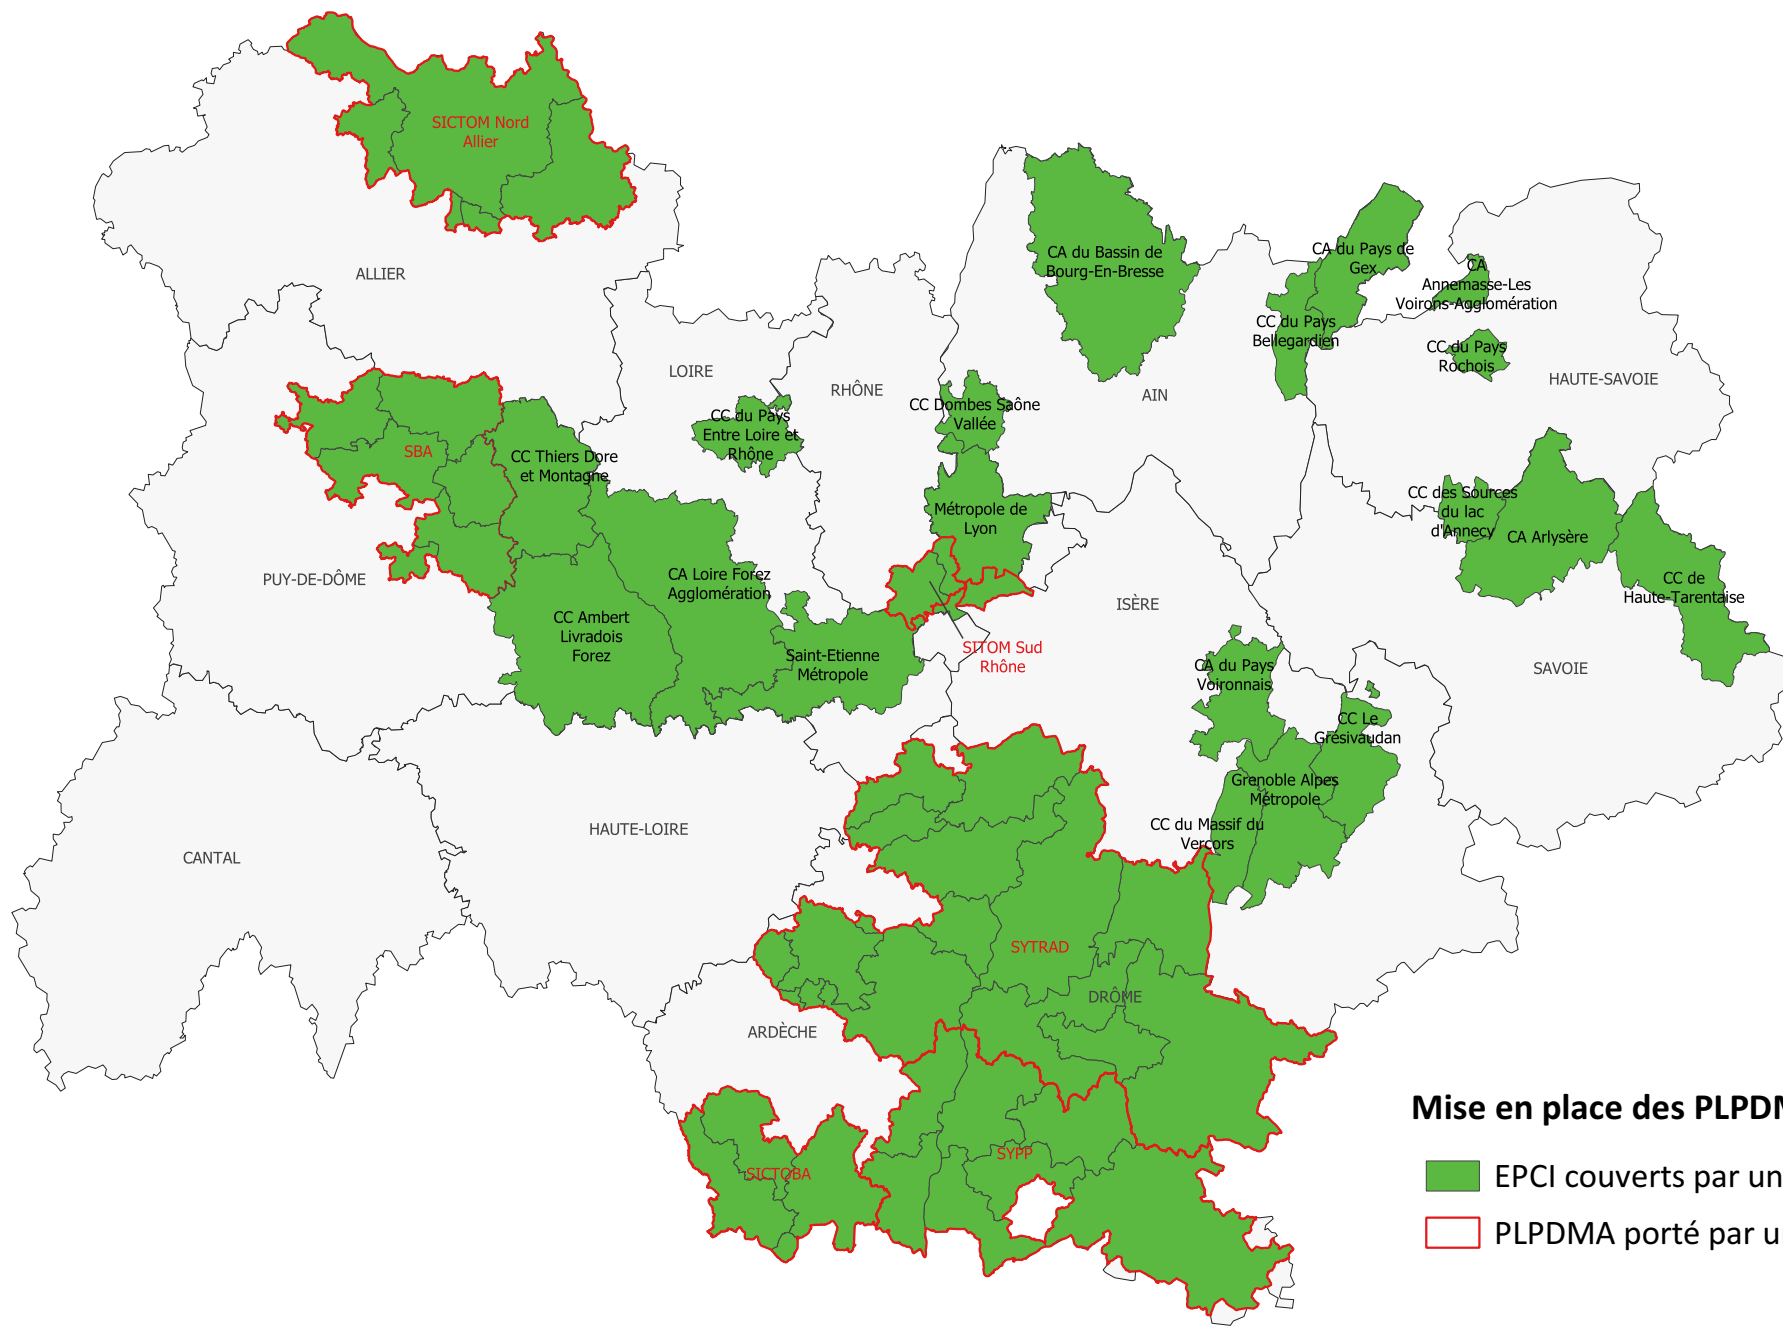 SICTOM Nord
Allier
ALLIER
CA du Bassin de
Bourg-En-Bresse
CA du Pays de
Gex
CA
Annemasse-Les
Voirons-Agglomération
CC du Pays
Bellegardien
CC du Pays
Rochois
HAUTE-SAVOIE
LOIRE
RHÔNE
AIN
CC Dombes Saône
Vallée
CC du Pays
Entre Loire et
Rhône
SBA
CC Thiers Dore
et Montagne
Métropole de
Lyon
CC des Sources
du lac
d'Annecy
CA Arlysère
PUY-DE-DÔME
CA Loire Forez
Agglomération
CC de
Haute-Tarentaise
ISÈRE
CC Ambert
Livradois
Forez
Saint-Etienne
Métropole
SITOM Sud
Rhône
CA du Pays
Voironnais
SAVOIE
CC Le
Grésivaudan
Grenoble Alpes
Métropole
CC du Massif du
Vercors
HAUTE-LOIRE
CANTAL
SYTRAD
DRÔME
ARDÈCHE
SYPP
SICTOBA
Mise en place des PLPDM
EPCI couverts par un
PLPDMA porté par u